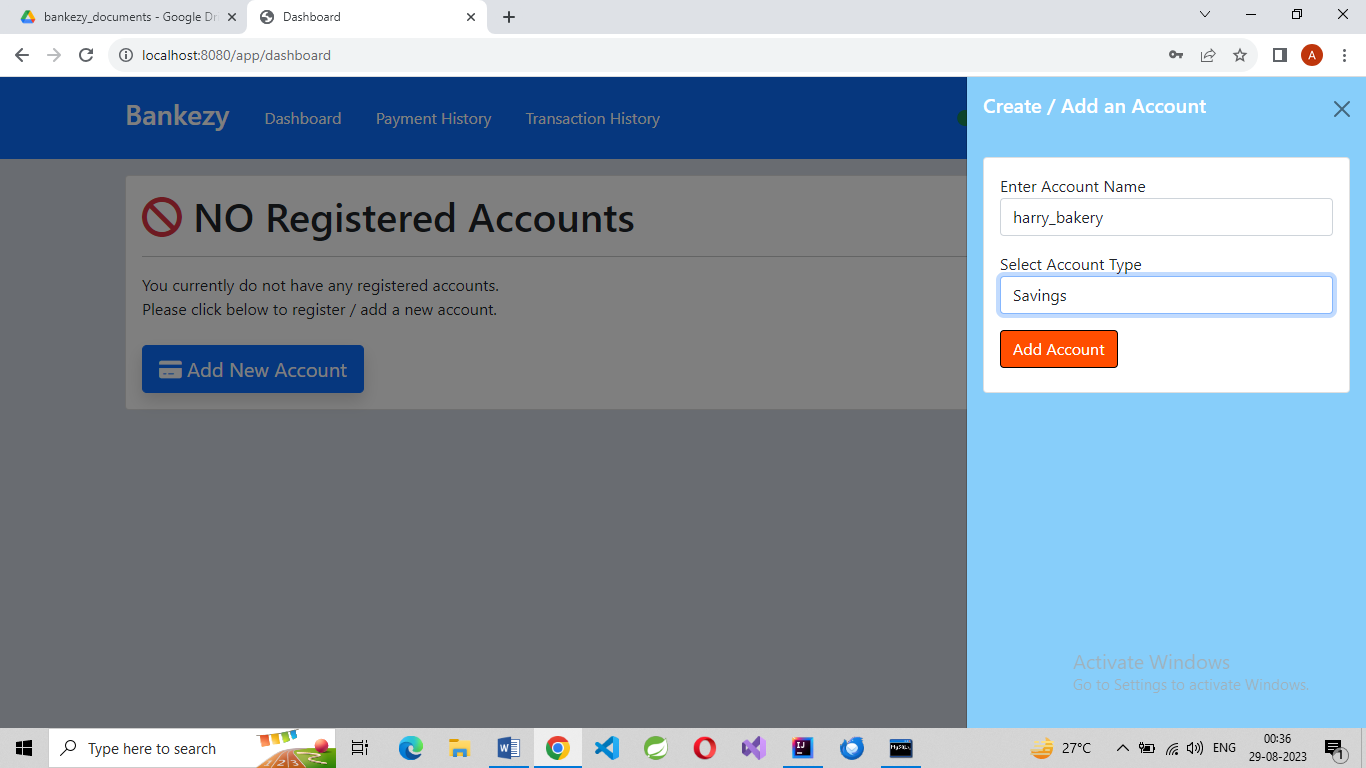 bankezy_documents - Google Dr
Dashboard
localhost:8080/app/dashboard
A
Bankezy
Dashboard
Payment History
Transaction History
NO Registered Accounts
You currently do not have any registered accounts.
Please click below to register / add a new account.
Add New Account
Create / Add an Account
Enter Account Name
harry_bakery
Select Account Type
Savings
Add Account
Activate Windows
Go to Settings to activate Windows.
Type here to search
27°C
ENG
00:36
29-08-2023
1